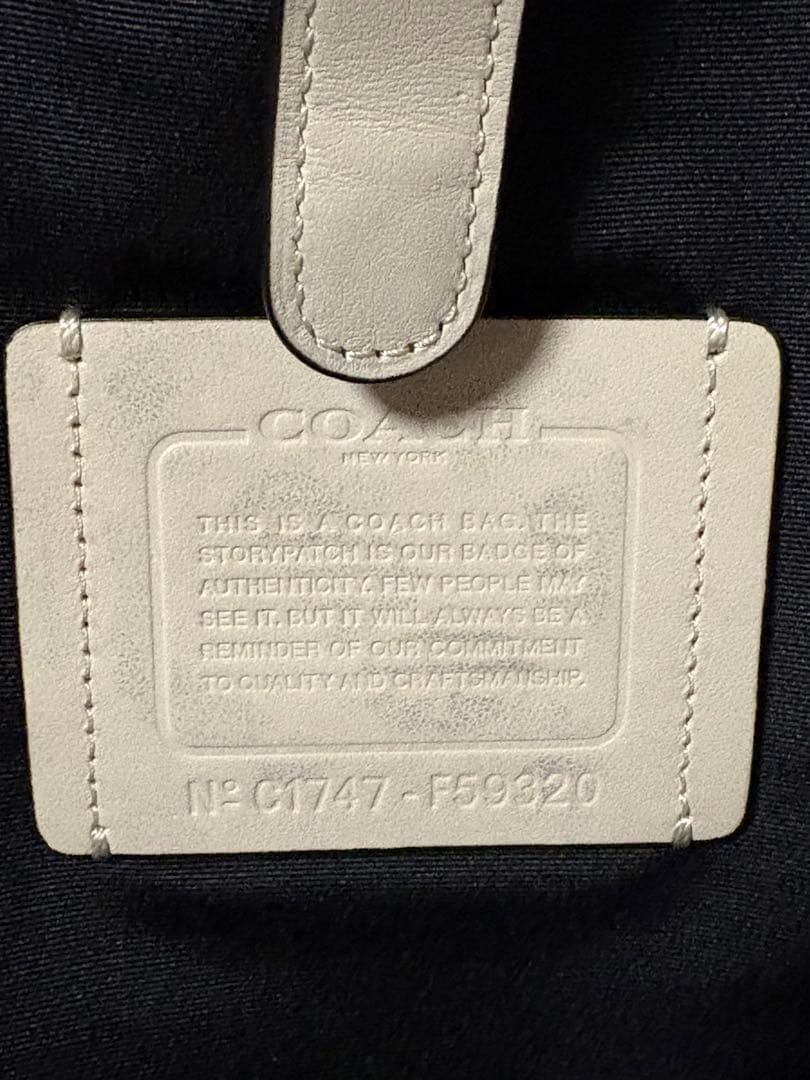 COACH
NEW YORK
THIS IS A COACH BAG. THE
STORYPATCH IS OUR BADGE OF
AUTHENTICITY. FEW PEOPLE MAY
SEE IT. BUT IT WILL ALWAYS BE A
REMINDER OF OUR COMMITMENT
TO QUALITY AND CRAFTSMANSHIP.
Nº C1747 - F59320